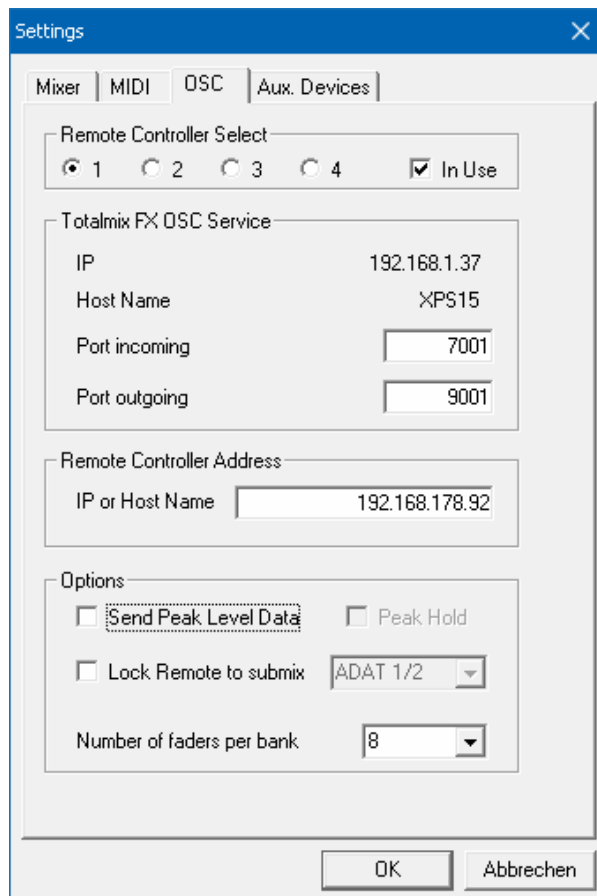 Settings
Mixer MIDI OSC Aux. Devices
Remote Controller Select
1 2 3 4 In Use
Totalmix FX OSC Service
IP 192.168.1.37
Host Name XPS15
Port incoming 7001
Port outgoing 9001
Remote Controller Address
IP or Host Name 192.168.178.92
Options
Send Peak Level Data Peak Hold
Lock Remote to submix ADAT 1/2
Number of faders per bank 8
OK Abbrechen